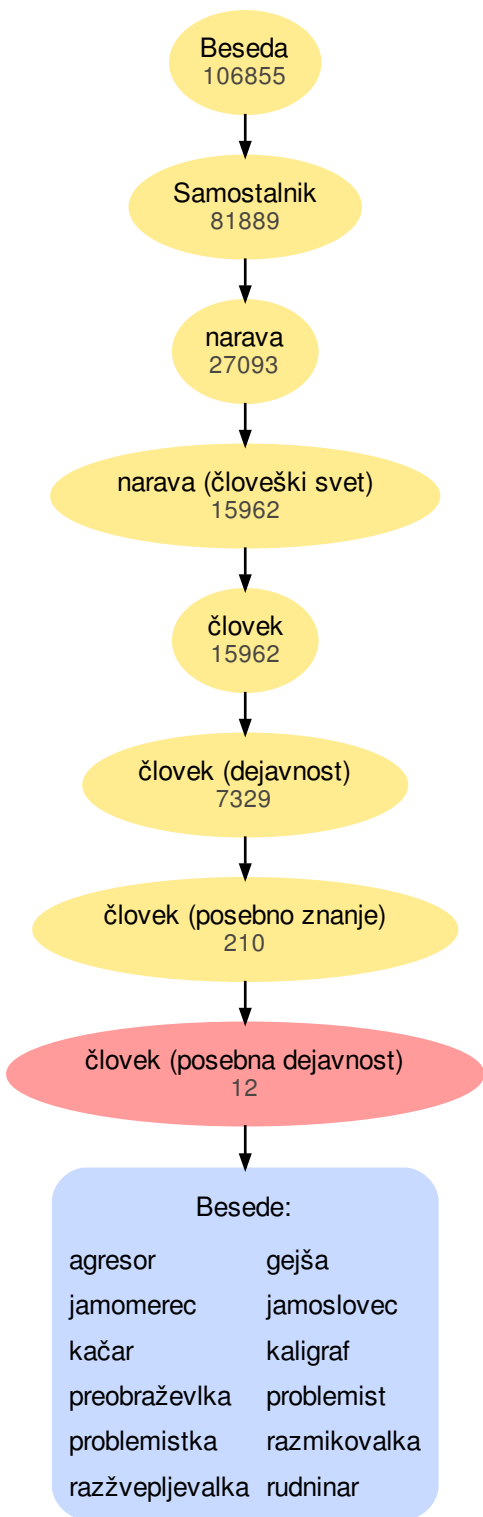 Beseda
106855
Samostalnik
81889
narava
27093
narava (človeški svet)
15962
človek
15962
človek (dejavnost)
7329
človek (posebno znanje)
210
človek (posebna dejavnost)
12
Besede:
agresor gejša
jamomerec jamoslovec
kačar kaligraf
preobraževlka problemist
problemistka razmikovalka
razžvepljevalka rudninar